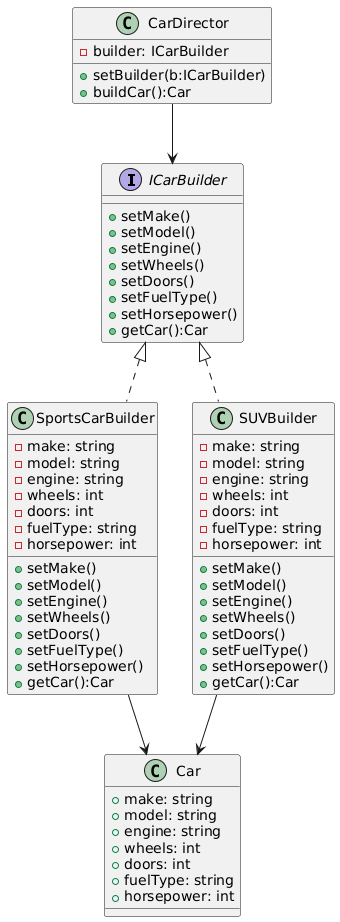 C CarDirector
builder: ICarBuilder
setBuilder(b:ICarBuilder)
buildCar():Car
I ICarBuilder
setMake()
setModel()
setEngine()
setWheels()
setDoors()
setFuelType()
setHorsepower()
getCar():Car
C SportsCarBuilder
make: string
model: string
engine: string
wheels: int
doors: int
fuelType: string
horsepower: int
setMake()
setModel()
setEngine()
setWheels()
setDoors()
setFuelType()
setHorsepower()
getCar():Car
C SUVBuilder
make: string
model: string
engine: string
wheels: int
doors: int
fuelType: string
horsepower: int
setMake()
setModel()
setEngine()
setWheels()
setDoors()
setFuelType()
setHorsepower()
getCar():Car
C Car
make: string
model: string
engine: string
wheels: int
doors: int
fuelType: string
horsepower: int